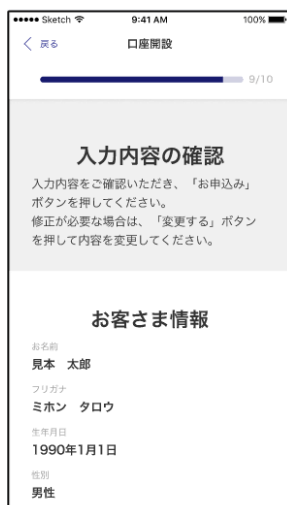 Sketch 9:41 AM 100%
戻る 口座開設
9/10
入力内容の確認
入力内容をご確認いただき、「お申込み」
ボタンを押してください。
修正が必要な場合は、「変更する」ボタン
を押して内容を変更してください。
お客さま情報
お名前
見本 太郎
フリガナ
ミホン タロウ
生年月日
1990年1月1日
性別
男性